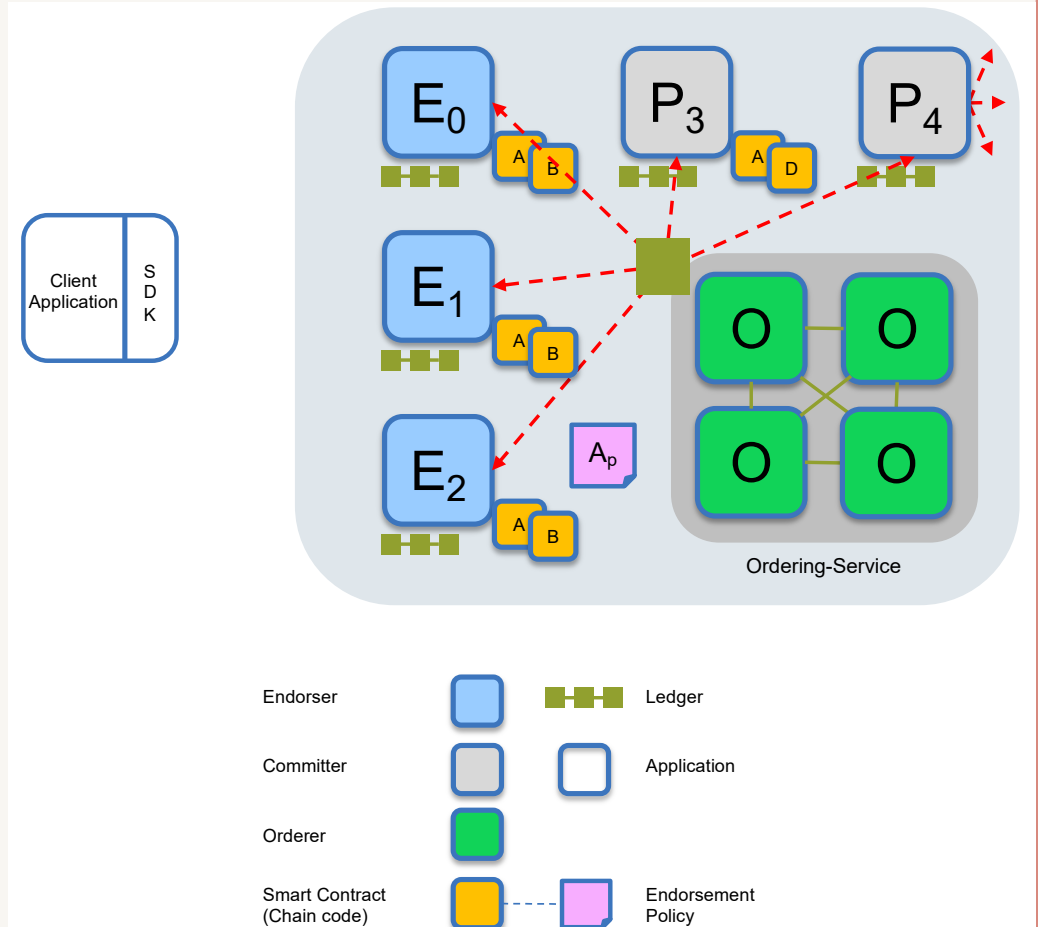 E0
P3
P4
A
B
A
D
Client
Application
S
D
K
E1
A
B
O
O
E2
Ap
O
O
A
B
Ordering-Service
Endorser
Ledger
Committer
Application
Orderer
Smart Contract
(Chain code)
Endorsement
Policy